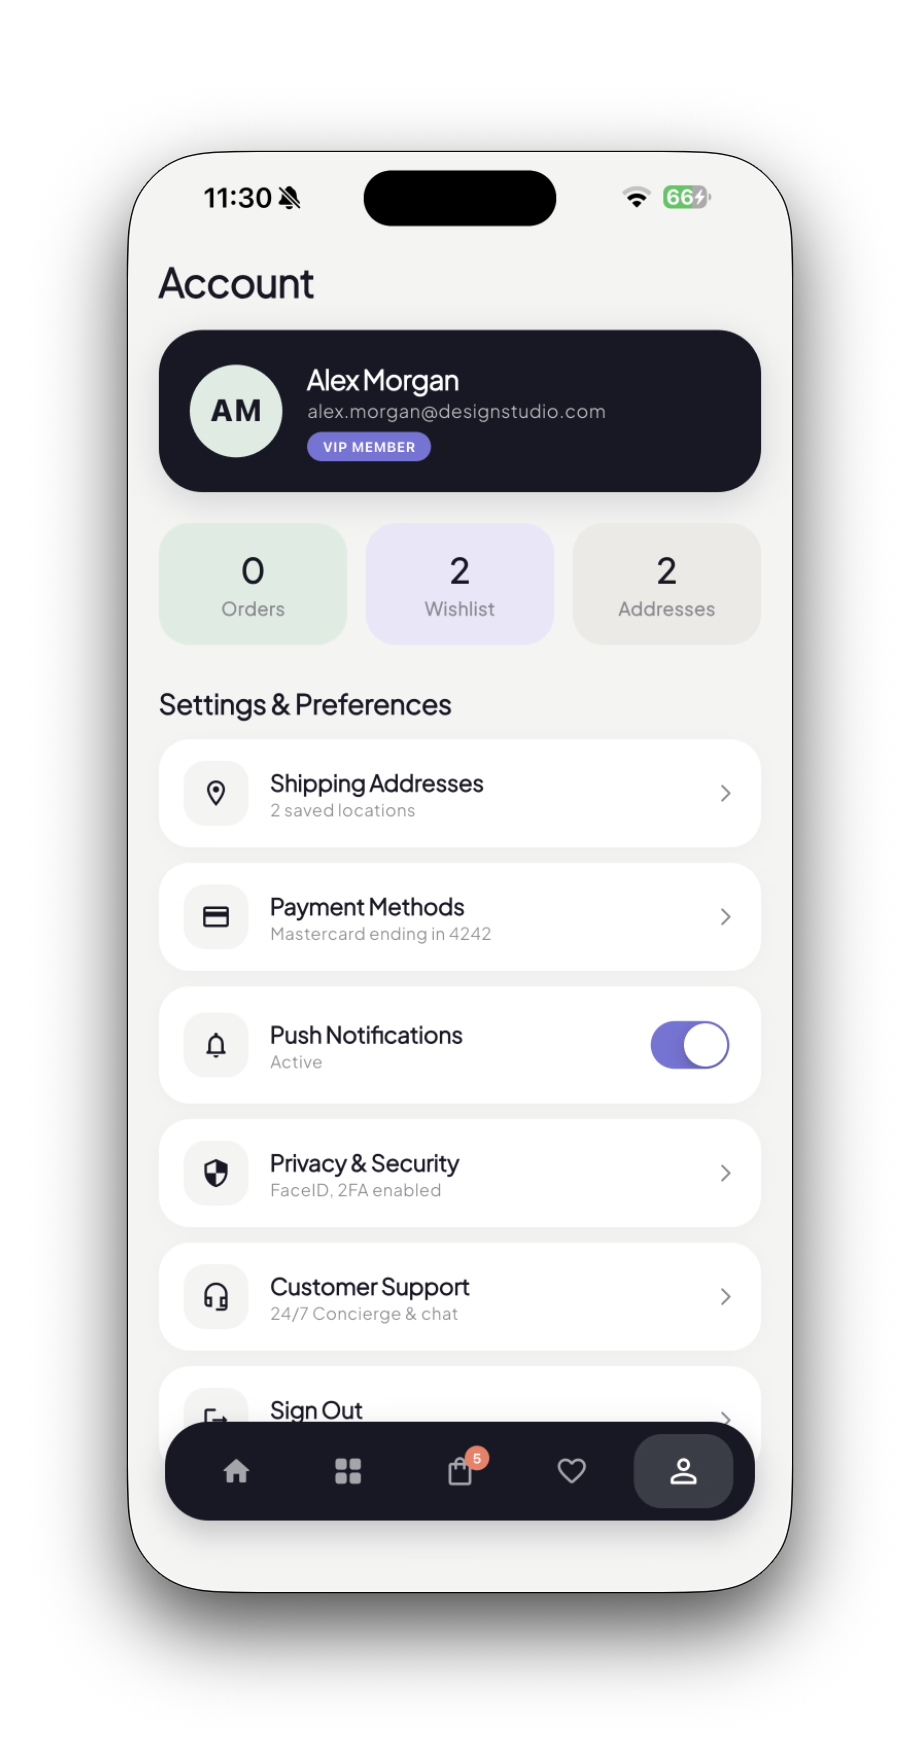 11:30
66
Account
AM
Alex Morgan
alex.morgan@designstudio.com
VIP MEMBER
0
Orders
2
Wishlist
2
Addresses
Settings & Preferences
Shipping Addresses
2 saved locations
Payment Methods
Mastercard ending in 4242
Push Notifications
Active
Privacy & Security
FaceID, 2FA enabled
Customer Support
24/7 Concierge & chat
Sign Out
5